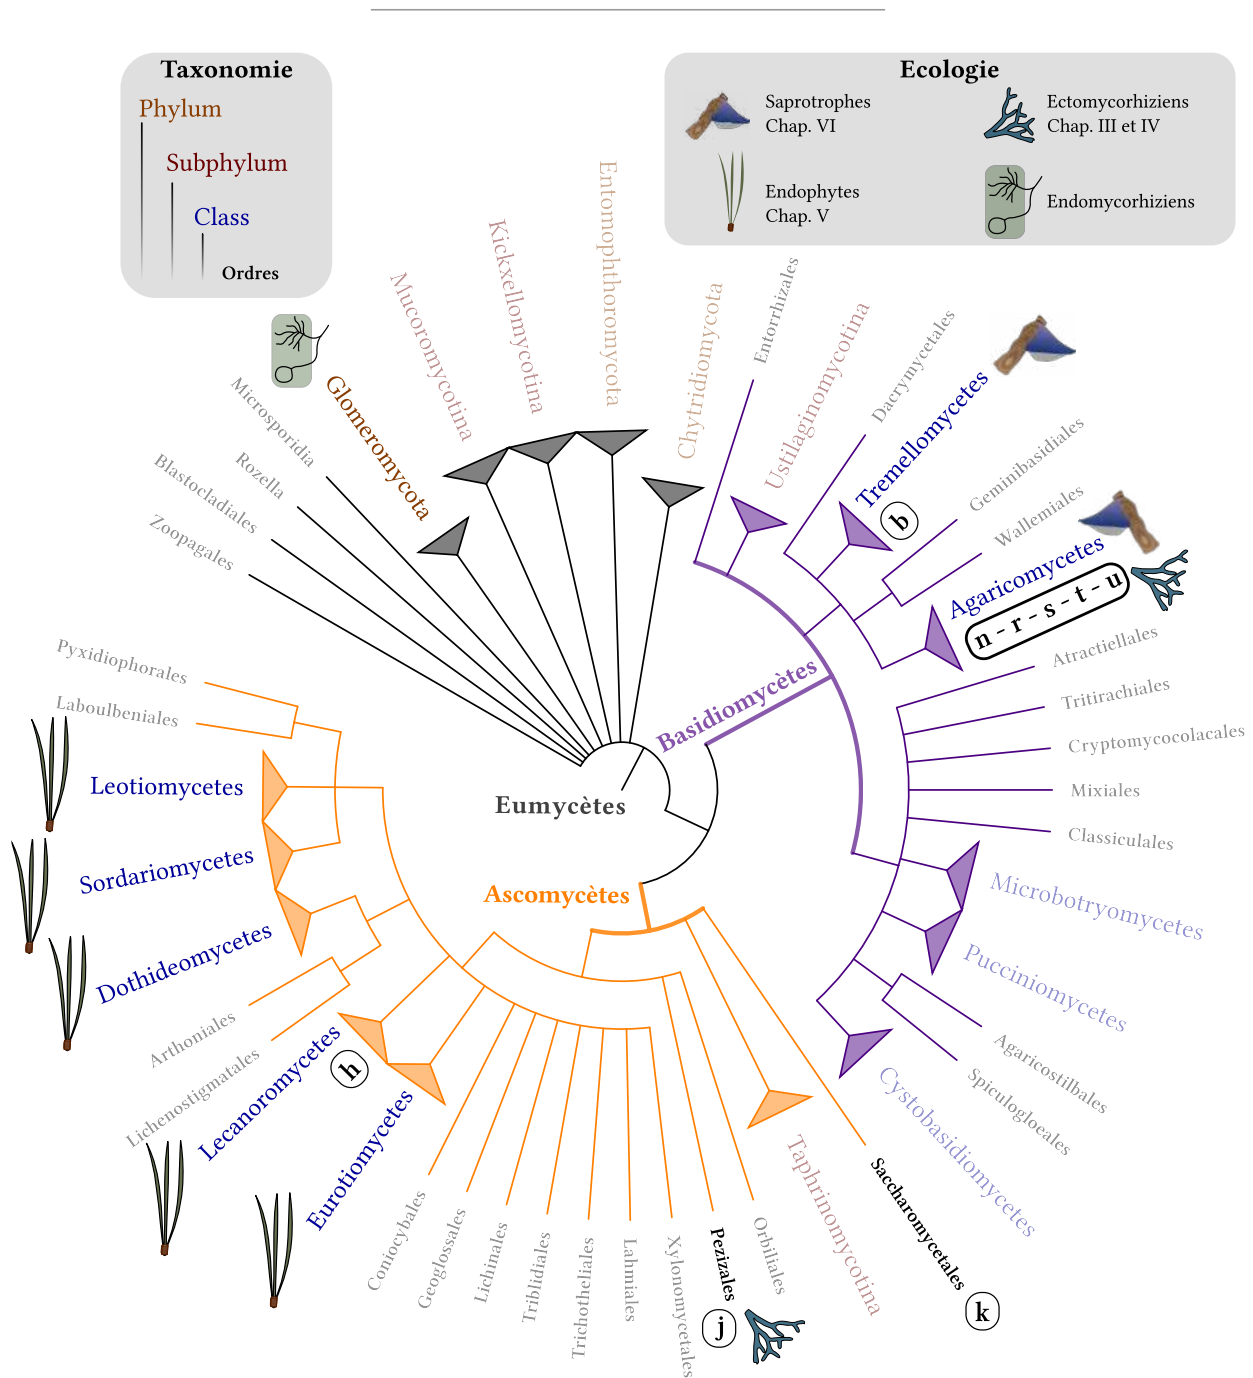 Taxonomie
Phylum
Subphylum
Class
Ordres
Ecologie
Saprotrophes
Chap. VI
Ectomycorhiziens
Chap. III et IV
Endophytes
Chap. V
Endomycorhiziens
Zoopagales
Blastocladiales
Rozella
Microsporidia
Glomeromycota
Mucoromycotina
Kickxellomycotina
Entomophthoromycota
Chytridiomycota
Entorrhizales
Ustilaginomycotina
Dacrymycetales
Tremellomycetes
b
Geminibasidiales
Wallemiales
Agaricomycetes
n - r - s - t - u
Atractiellales
Tritirachiales
Cryptomycocolacales
Mixiales
Classiculales
Microbotryomycetes
Pucciniomycetes
Agaricostilbales
Spiculogloeales
Cystobasidiomycetes
Basidiomycètes
Eumycètes
Ascomycètes
Pyxidiophorales
Laboulbeniales
Leotiomycetes
Sordariomycetes
Dothideomycetes
Arthoniales
Lichenostigmatales
Lecanoromycetes
h
Eurotiomycetes
Coniocybales
Geoglossales
Lichinales
Triblidiales
Trichotheliales
Lahmiales
Xylonomycetales
Pezizales
j
Orbiliales
Taphrinomycotina
Saccharomycetales
k